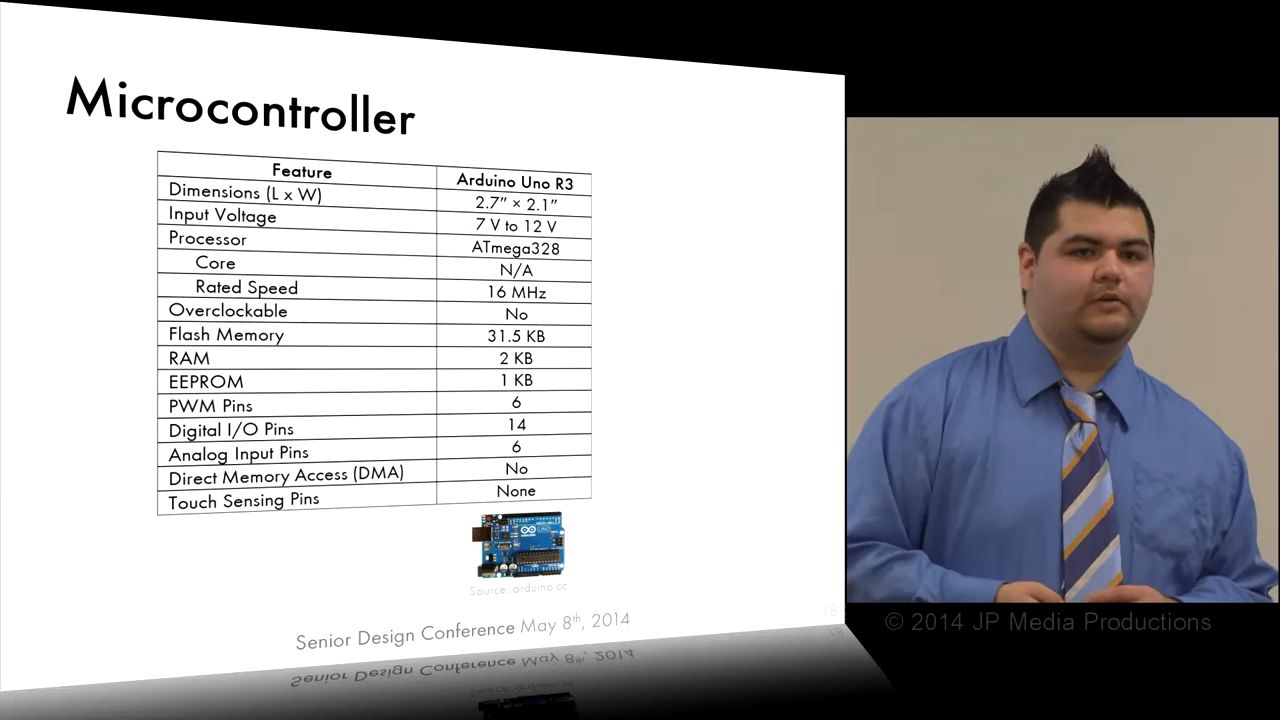 Microcontroller
Feature Arduino Uno R3
Dimensions (L x W) 2.7″ × 2.1″
Input Voltage 7 V to 12 V
Processor ATmega328
Core N/A
Rated Speed 16 MHz
Overclockable No
Flash Memory 31.5 KB
RAM 2 KB
EEPROM 1 KB
PWM Pins 6
Digital I/O Pins 14
Analog Input Pins 6
Direct Memory Access (DMA) No
Touch Sensing Pins None
Source: arduino.cc
18
Senior Design Conference May 8th, 2014
© 2014 JP Media Productions